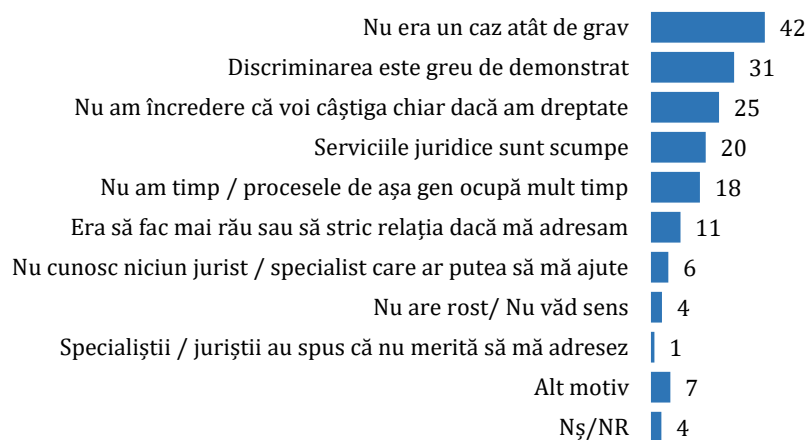 Nu era un caz atât de grav 42
Discriminarea este greu de demonstrat 31
Nu am încredere că voi câștiga chiar dacă am dreptate 25
Serviciile juridice sunt scumpe 20
Nu am timp / procesele de așa gen ocupă mult timp 18
Era să fac mai rău sau să stric relația dacă mă adresam 11
Nu cunosc niciun jurist / specialist care ar putea să mă ajute 6
Nu are rost/ Nu văd sens 4
Specialiștii / juriștii au spus că nu merită să mă adresez 1
Alt motiv 7
Nș/NR 4